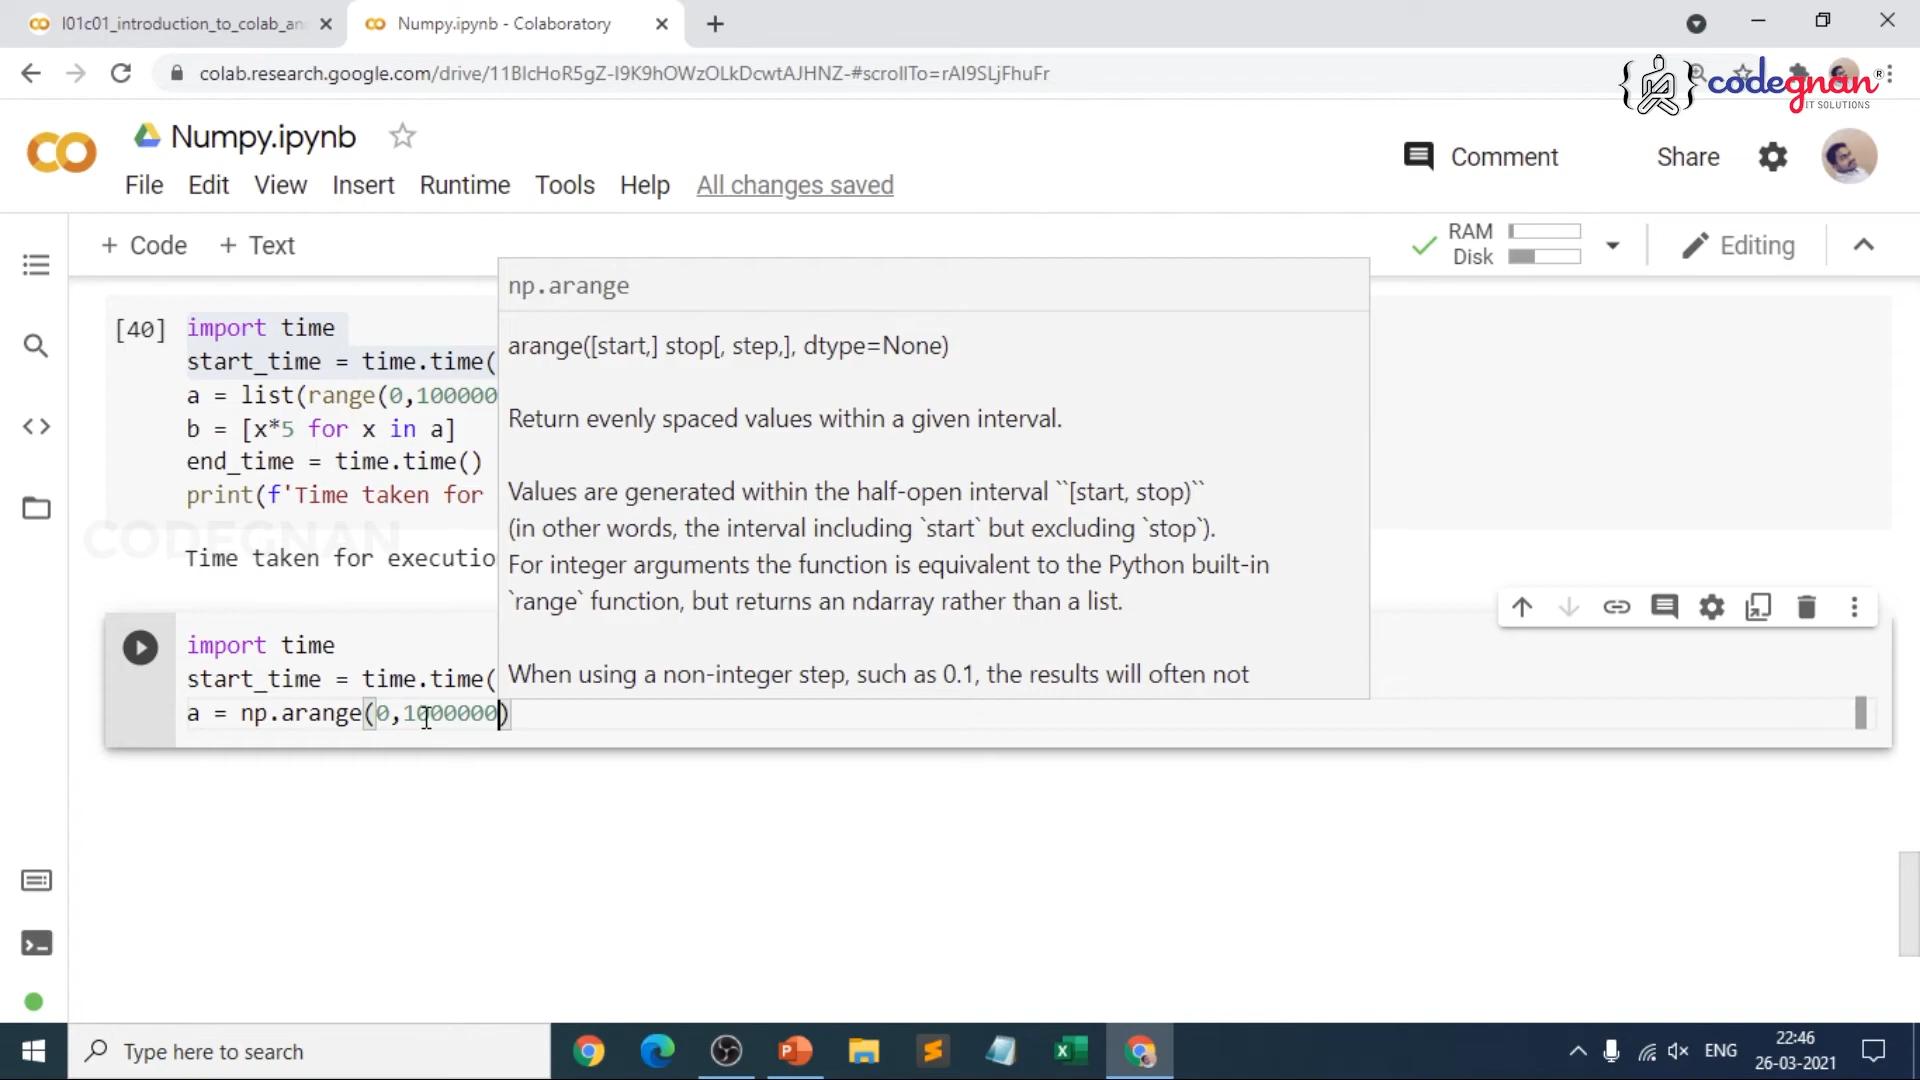 l01c01_introduction_to_colab_an
Numpy.ipynb - Colaboratory
colab.research.google.com/drive/11BlcHoR5gZ-I9K9hOWzOLkDcwtAJHNZ-#scrollTo=rAI9SLjFhuFr
codegnan®
IT SOLUTIONS
CO
Numpy.ipynb
Comment
Share
File Edit View Insert Runtime Tools Help All changes saved
+ Code + Text
RAM
Disk
Editing
np.arange
arange([start,] stop[, step,], dtype=None)
Return evenly spaced values within a given interval.
Values are generated within the half-open interval ``[start, stop)``
(in other words, the interval including `start` but excluding `stop`).
For integer arguments the function is equivalent to the Python built-in
`range` function, but returns an ndarray rather than a list.
When using a non-integer step, such as 0.1, the results will often not
[40]
import time
start_time = time.time(
a = list(range(0,100000
b = [x*5 for x in a]
end_time = time.time()
print(f'Time taken for
CODEGNAN
Time taken for executio
import time
start_time = time.time(
a = np.arange(0,1000000)
Type here to search
ENG
22:46
26-03-2021